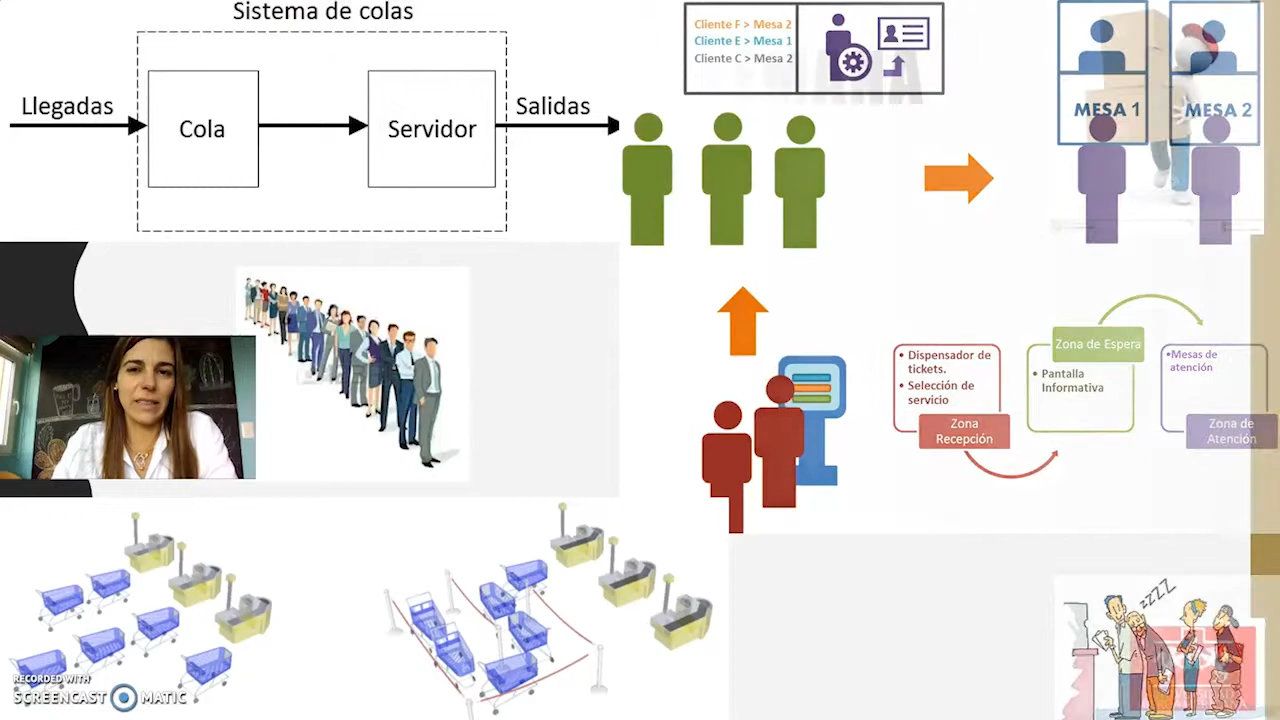 Sistema de colas
Llegadas
Cola
Servidor
Salidas
Cliente F > Mesa 2
Cliente E > Mesa 1
Cliente C > Mesa 2
MESA 1
MESA 2
• Dispensador de
tickets.
• Selección de
servicio
Zona
Recepción
Zona de Espera
• Pantalla
Informativa
•Mesas de
atención
Zona de
Atención
zzzz
RECORDED WITH
SCREENCAST MATIC